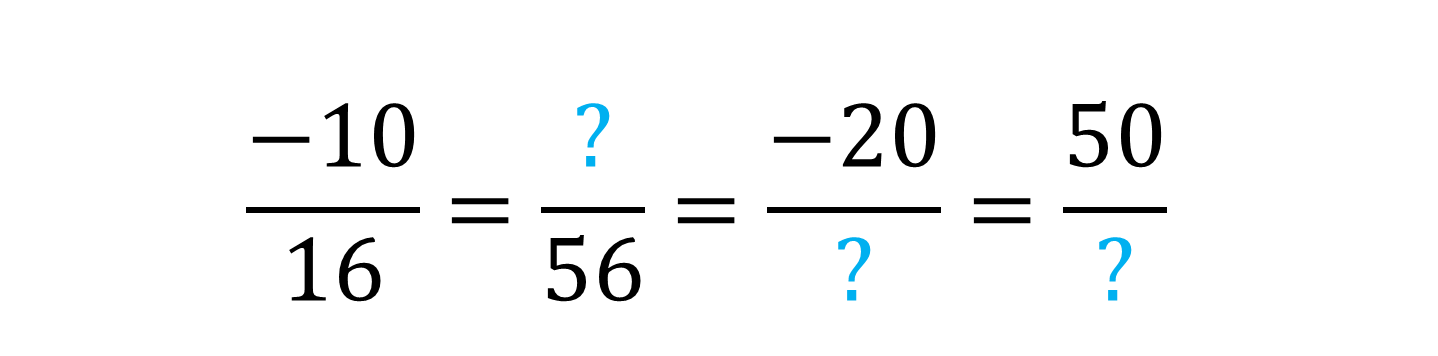 −10/16 = ?/56 = −20/? = 50/?